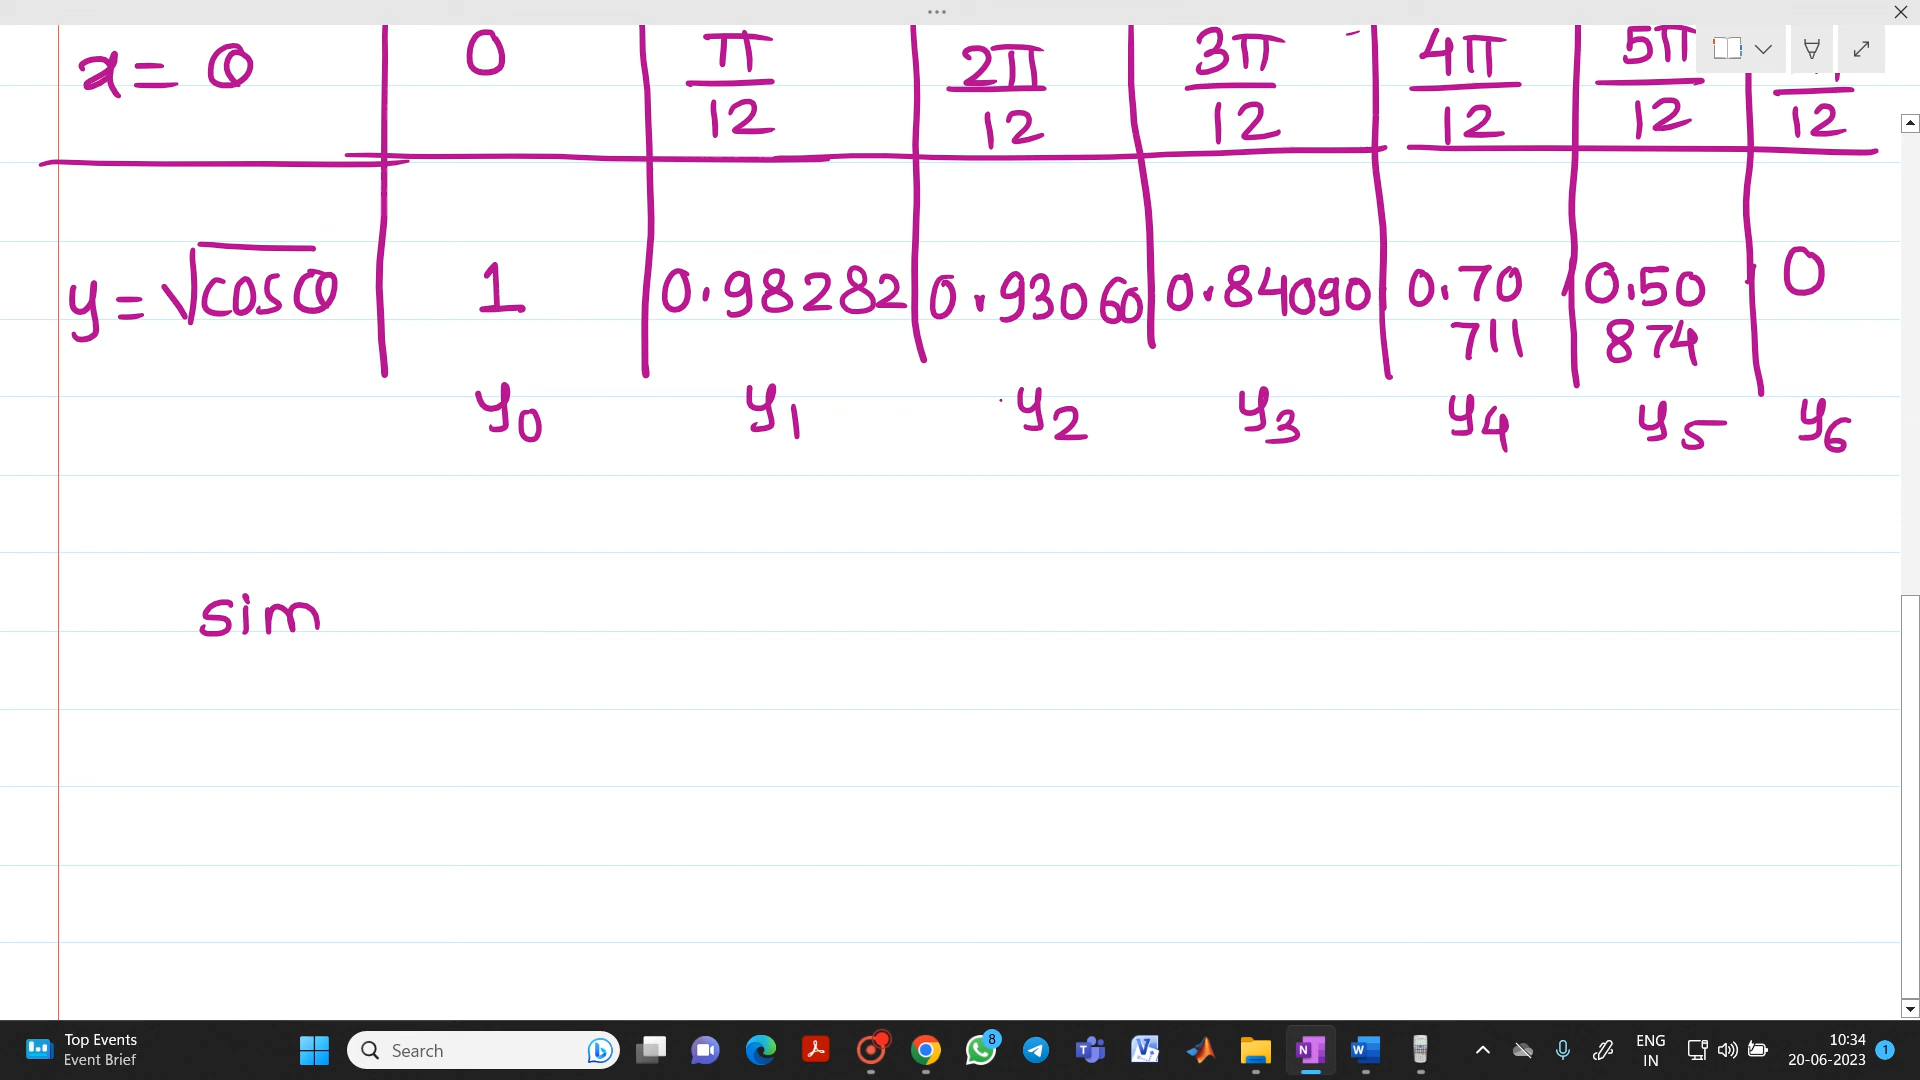 x = θ 0 π/12 2π/12 3π/12 4π/12 5π/12 /12
y = √cosθ 1 0.98282 0.93060 0.84090 0.70711 0.50874 0
y0 y1 y2 y3 y4 y5 y6
sim
Top Events
Event Brief
Search
8
ENG
IN
10:34
20-06-2023
1